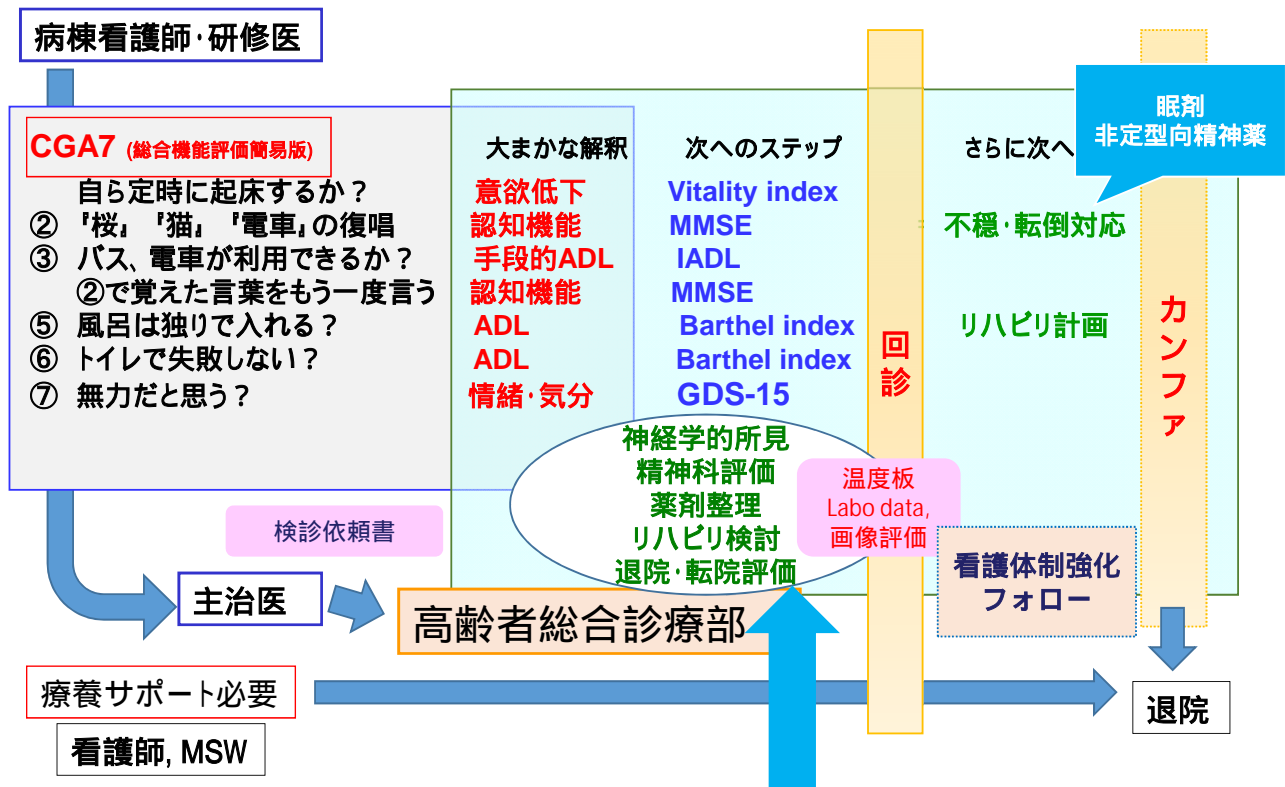 病棟看護師・研修医
CGA7 (総合機能評価簡易版)
自ら定時に起床するか？
② 『桜』 『猫』 『電車』の復唱
③ バス、電車が利用できるか？
②で覚えた言葉をもう一度言う
⑤ 風呂は独りで入れる？
⑥ トイレで失敗しない？
⑦ 無力だと思う？
大まかな解釈
意欲低下
認知機能
手段的ADL
認知機能
ADL
ADL
情緒・気分
次へのステップ
Vitality index
MMSE
IADL
MMSE
Barthel index
Barthel index
GDS-15
さらに次へ
不穏・転倒対応
リハビリ計画
眠剤
非定型向精神薬
回診
カンファ
神経学的所見
精神科評価
薬剤整理
リハビリ検討
退院・転院評価
温度板
Labo data,
画像評価
看護体制強化
フォロー
検診依頼書
主治医
高齢者総合診療部
療養サポート必要
看護師, MSW
退院